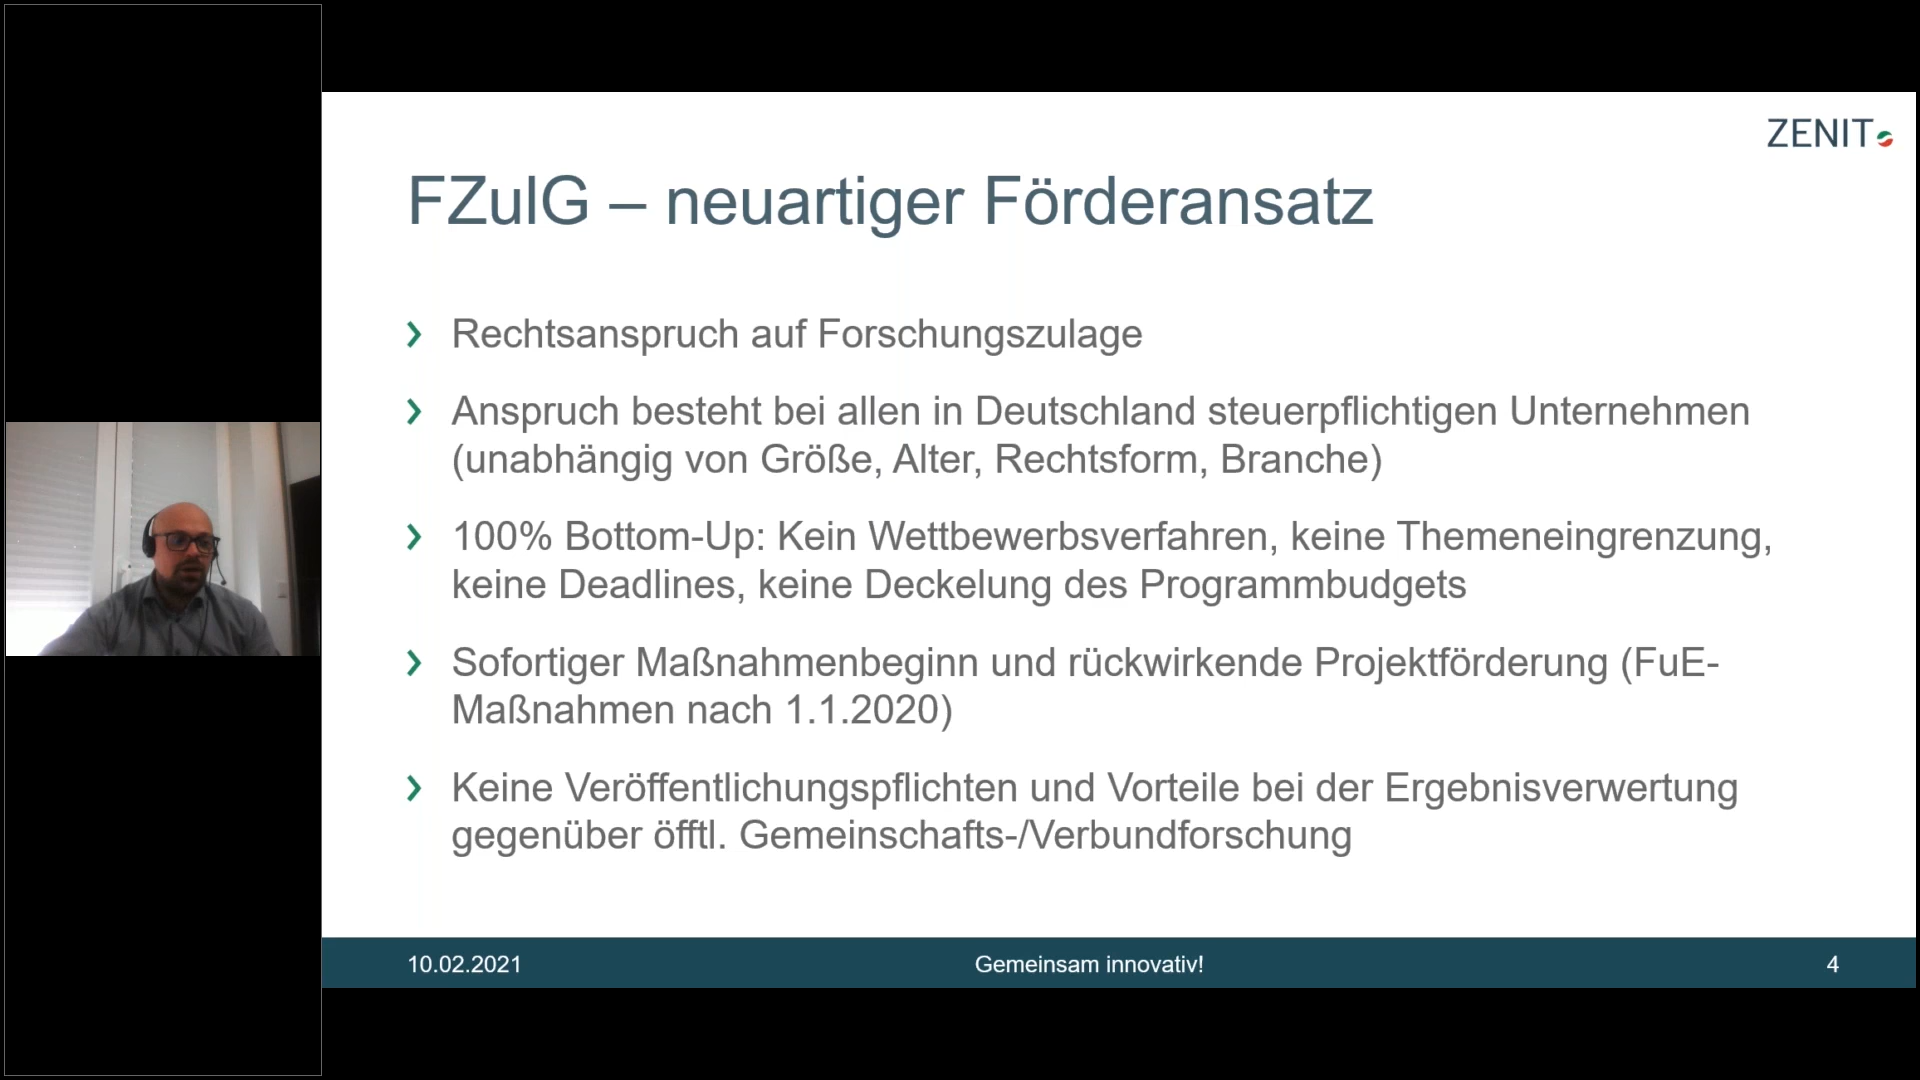 ZENIT
FZulG – neuartiger Förderansatz
Rechtsanspruch auf Forschungszulage
Anspruch besteht bei allen in Deutschland steuerpflichtigen Unternehmen
(unabhängig von Größe, Alter, Rechtsform, Branche)
100% Bottom-Up: Kein Wettbewerbsverfahren, keine Themeneingrenzung,
keine Deadlines, keine Deckelung des Programmbudgets
Sofortiger Maßnahmenbeginn und rückwirkende Projektförderung (FuE-
Maßnahmen nach 1.1.2020)
Keine Veröffentlichungspflichten und Vorteile bei der Ergebnisverwertung
gegenüber öfftl. Gemeinschafts-/Verbundforschung
10.02.2021
Gemeinsam innovativ!
4